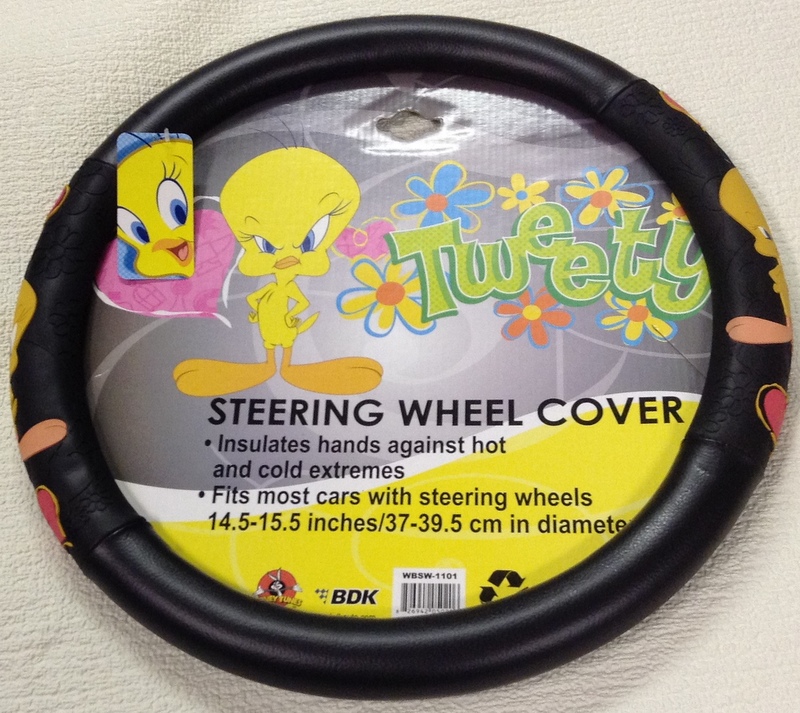 Tweety
STEERING WHEEL COVER
• Insulates hands against hot
and cold extremes
• Fits most cars with steering wheels
14.5-15.5 inches/37-39.5 cm in diamete
WBSW-1101
BDK